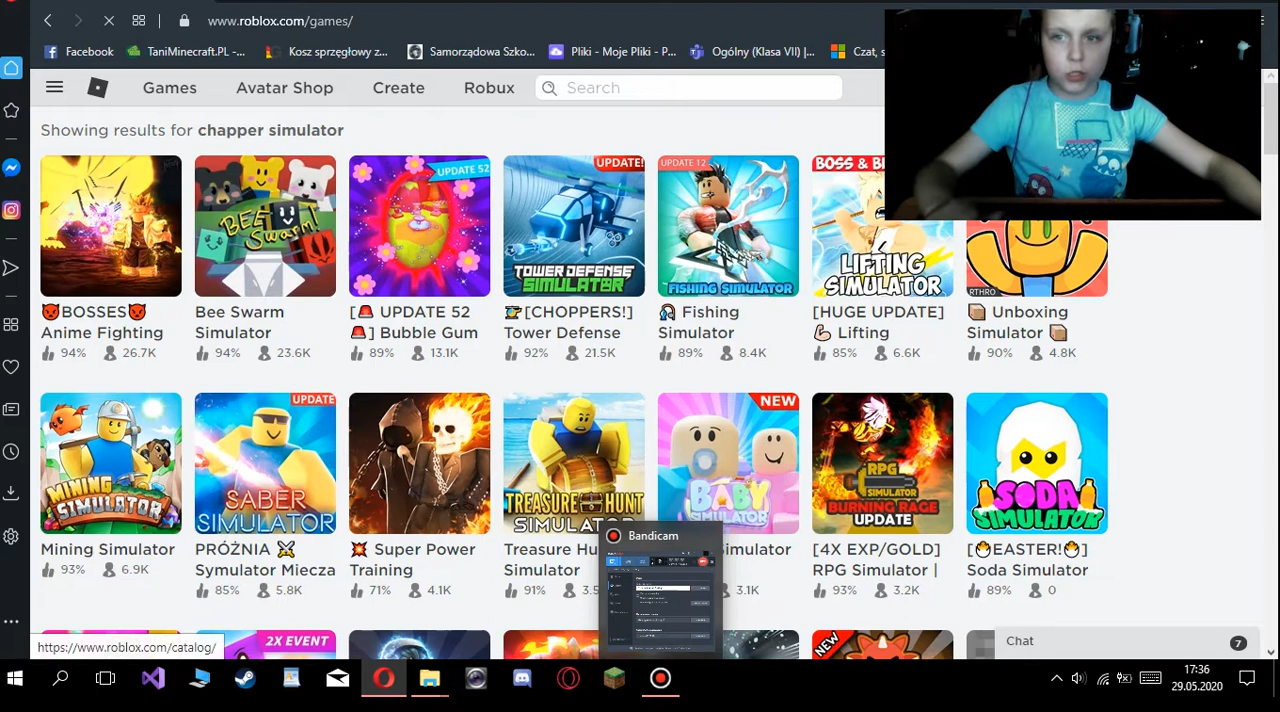 www.roblox.com/games/
Facebook
TaniMinecraft.PL -...
Kosz sprzęgłowy z...
Samorządowa Szko...
Pliki - Moje Pliki - P...
Ogólny (Klasa VII) |...
Czat, s
Games
Avatar Shop
Create
Robux
Search
Showing results for chapper simulator
UPDATE 52
UPDATE!
UPDATE 12
BOSS & B
BEE
SWARM!
TOWER DEFENSE
SIMULATOR
FISHING SIMULATOR
LIFTING
SIMULATOR
RTHRO
👿BOSSES👿
Anime Fighting
Bee Swarm
Simulator
[🚨 UPDATE 52
🚨] Bubble Gum
[CHOPPERS!]
Tower Defense
🎣 Fishing
Simulator
[HUGE UPDATE]
💪 Lifting
📦 Unboxing
Simulator 📦
94% 26.7K
94% 23.6K
89% 13.1K
92% 21.5K
89% 8.4K
85% 6.6K
90% 4.8K
UPDATE
NEW
MINING
SIMULATOR
SABER
SIMULATOR
TREASURE HUNT
BABY
SIMULATOR
RPG
SIMULATOR
BURNING RAGE
UPDATE
SODA
SIMULATOR
Mining Simulator
PRÓŻNIA ⚔
Symulator Miecza
💥 Super Power
Training
Treasure Hu
Simulator
Simulator
[4X EXP/GOLD]
RPG Simulator |
[🐣EASTER!🐣]
Soda Simulator
93% 6.9K
85% 5.8K
71% 4.1K
91% 3.5
3.1K
93% 3.2K
89% 0
Bandicam
2X EVENT
NEW
Chat
7
https://www.roblox.com/catalog/
17:36
29.05.2020